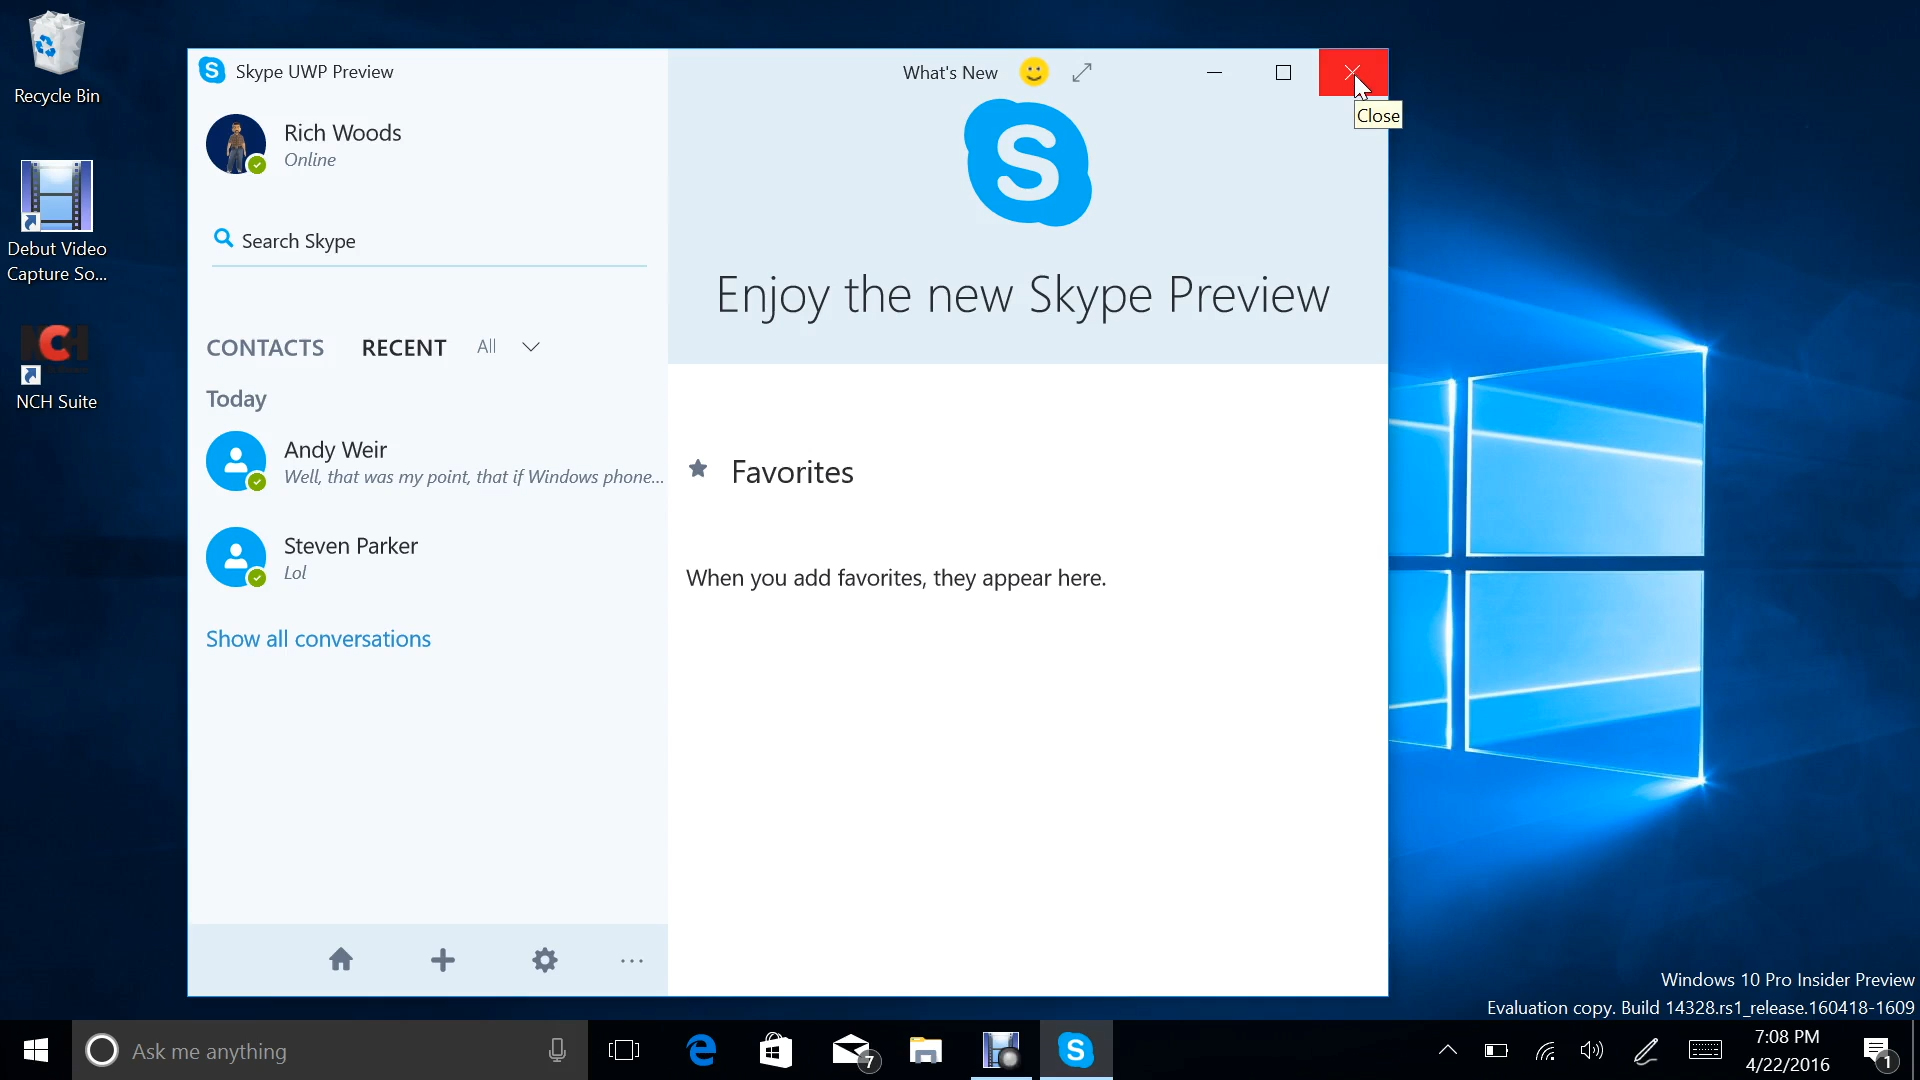 Recycle Bin
Debut Video
Capture So...
NCH
NCH Suite
S Skype UWP Preview
What's New
Close
Rich Woods
Online
Search Skype
CONTACTS RECENT All
Today
Andy Weir
Well, that was my point, that if Windows phone...
Steven Parker
Lol
Show all conversations
S
Enjoy the new Skype Preview
Favorites
When you add favorites, they appear here.
Windows 10 Pro Insider Preview
Evaluation copy. Build 14328.rs1_release.160418-1609
Ask me anything
7
S
7:08 PM
4/22/2016
1